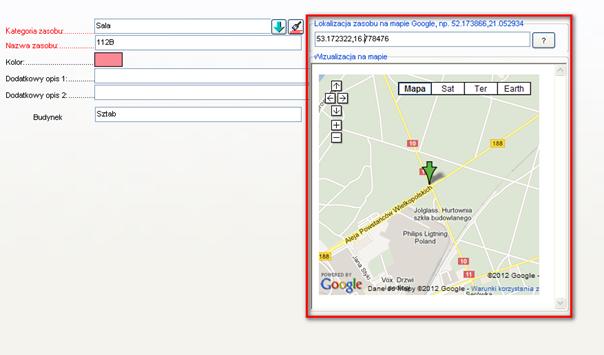 Kategoria zasobu:
Sala
Nazwa zasobu:
112B
Kolor:
Dodatkowy opis 1:
Dodatkowy opis 2:
Budynek
Sztab
Lokalizacja zasobu na mapie Google, np. 52.173866,21.052934
53.172322,16.778476
?
Wizualizacja na mapie
Mapa
Sat
Ter
Earth
10
188
Aleja Powstańców Wielkopolskich
Jolglass. Hurtownia
szkła budowlanego
Philips Ligtning
Poland
Jana Styki
188
10
11
Vox Drzwi
POWERED BY
Google
©2012 Google -
Dane do Mapy ©2012 Google - Warunki korzystania z